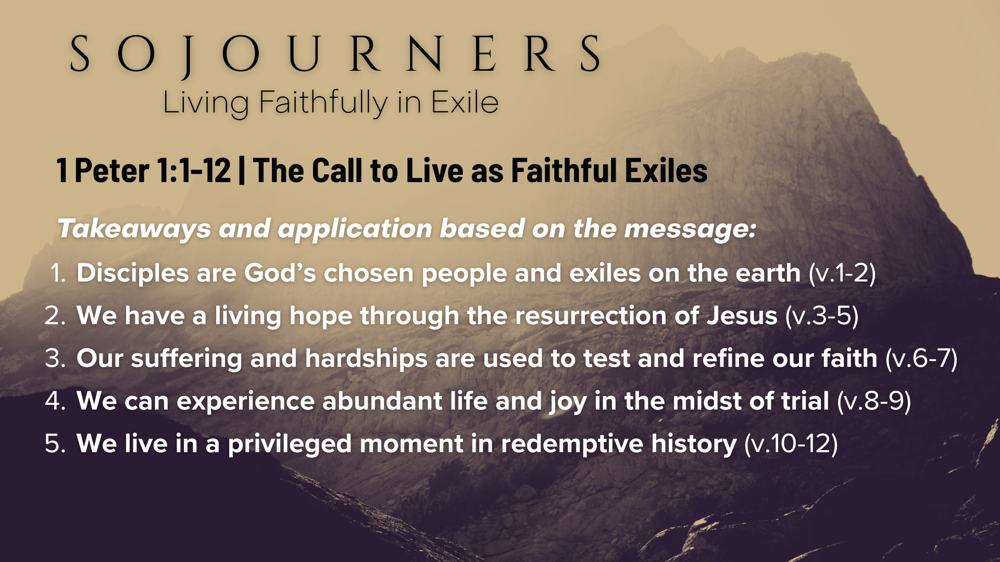 SOJOURNERS
Living Faithfully in Exile
1 Peter 1:1-12 | The Call to Live as Faithful Exiles
Takeaways and application based on the message:
1. Disciples are God’s chosen people and exiles on the earth (v.1-2)
2. We have a living hope through the resurrection of Jesus (v.3-5)
3. Our suffering and hardships are used to test and refine our faith (v.6-7)
4. We can experience abundant life and joy in the midst of trial (v.8-9)
5. We live in a privileged moment in redemptive history (v.10-12)